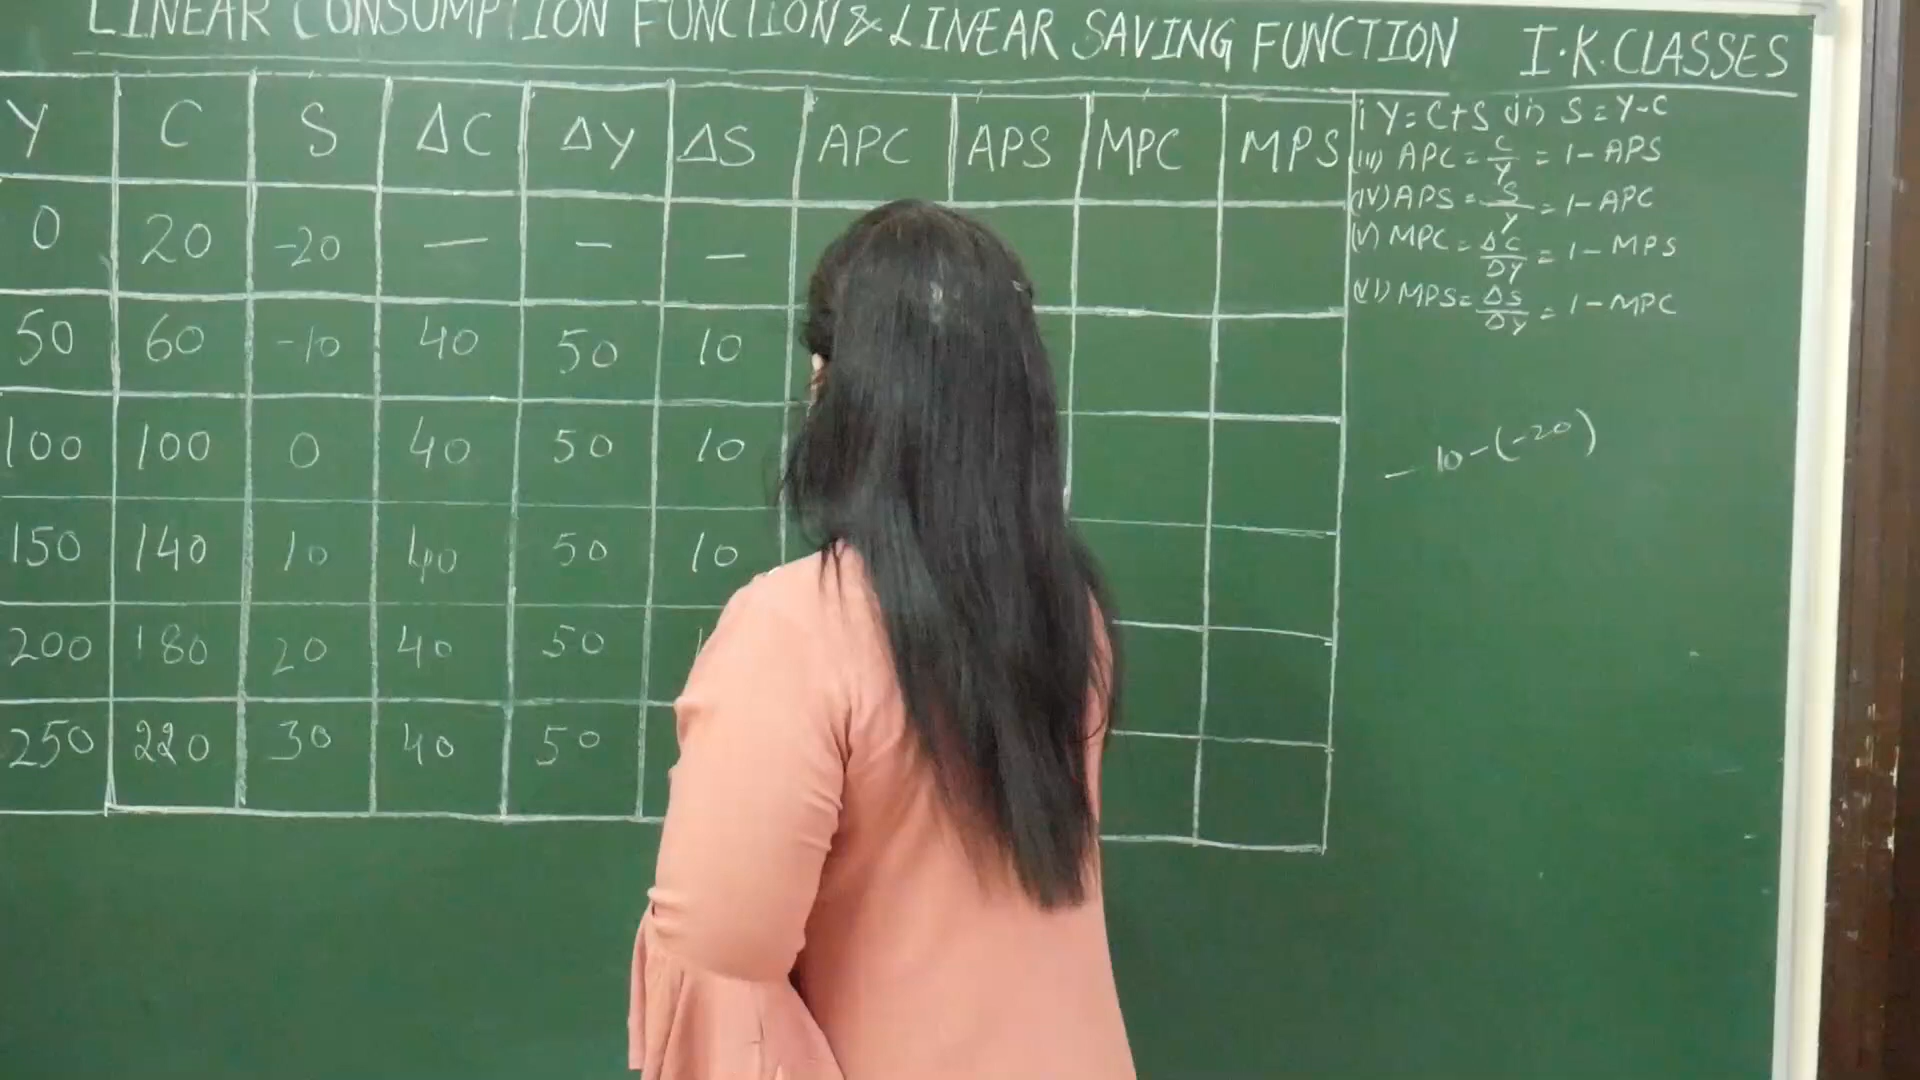 LINEAR CONSUMPTION FUNCTION & LINEAR SAVING FUNCTION I.K.CLASSES
Y C S ΔC ΔY ΔS APC APS MPC MPS
0 20 -20 — — —
50 60 -10 40 50 10
100 100 0 40 50 10
150 140 10 40 50 10
200 180 20 40 50
250 220 30 40 50
i Y = C+S (ii) S = Y-C
(iii) APC = C/Y = 1-APS
(iv) APS = S/Y = 1-APC
(v) MPC = ΔC/ΔY = 1-MPS
(vi) MPS = ΔS/ΔY = 1-MPC
- 10-(-20)